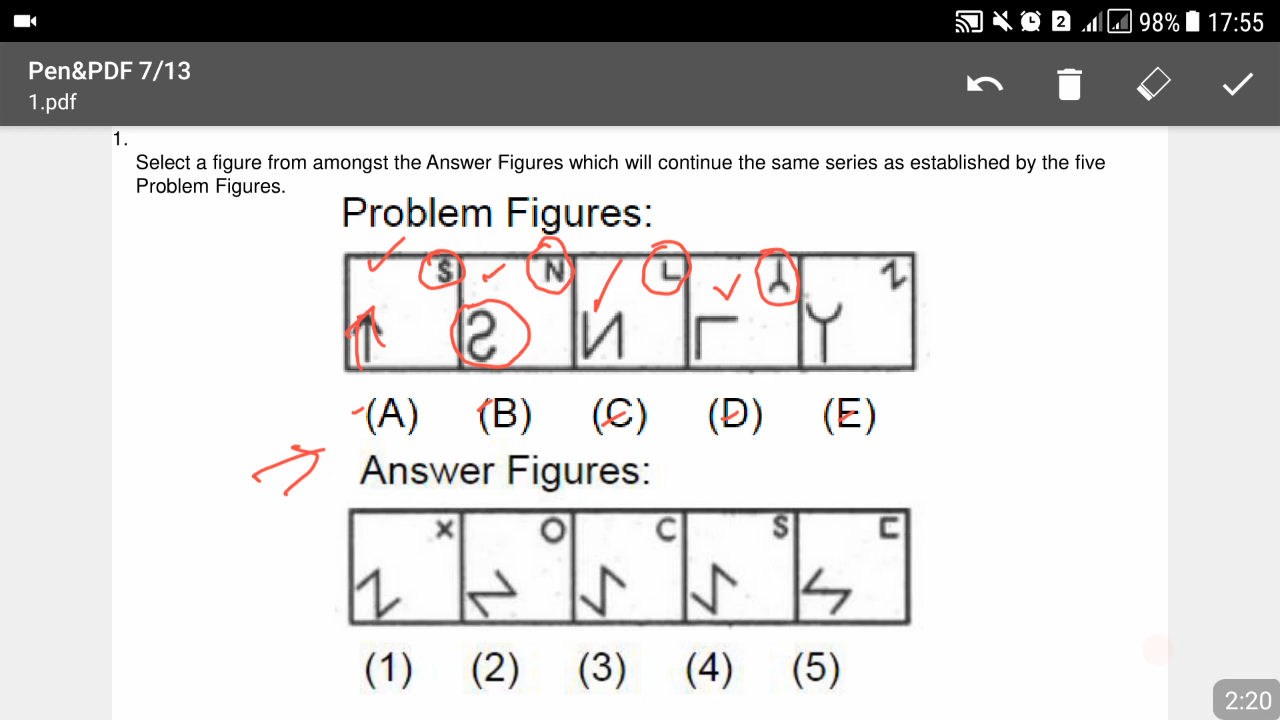 2 98% 17:55
Pen&PDF 7/13
1.pdf
1.
Select a figure from amongst the Answer Figures which will continue the same series as established by the five
Problem Figures.
Problem Figures:
S N L
(A) (B) (C) (D) (E)
Answer Figures:
X O C S
(1) (2) (3) (4) (5)
2:20